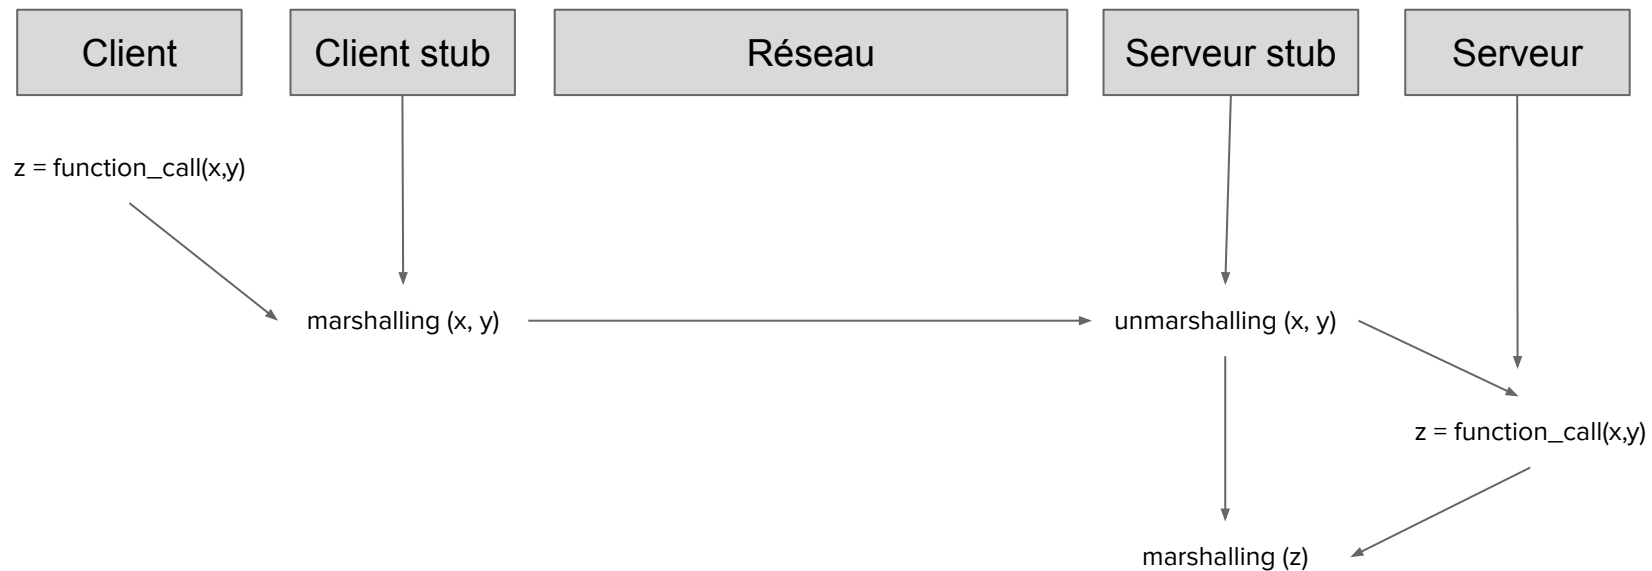 Client
Client stub
Réseau
Serveur stub
Serveur
z = function_call(x,y)
marshalling (x, y)
unmarshalling (x, y)
z = function_call(x,y)
marshalling (z)